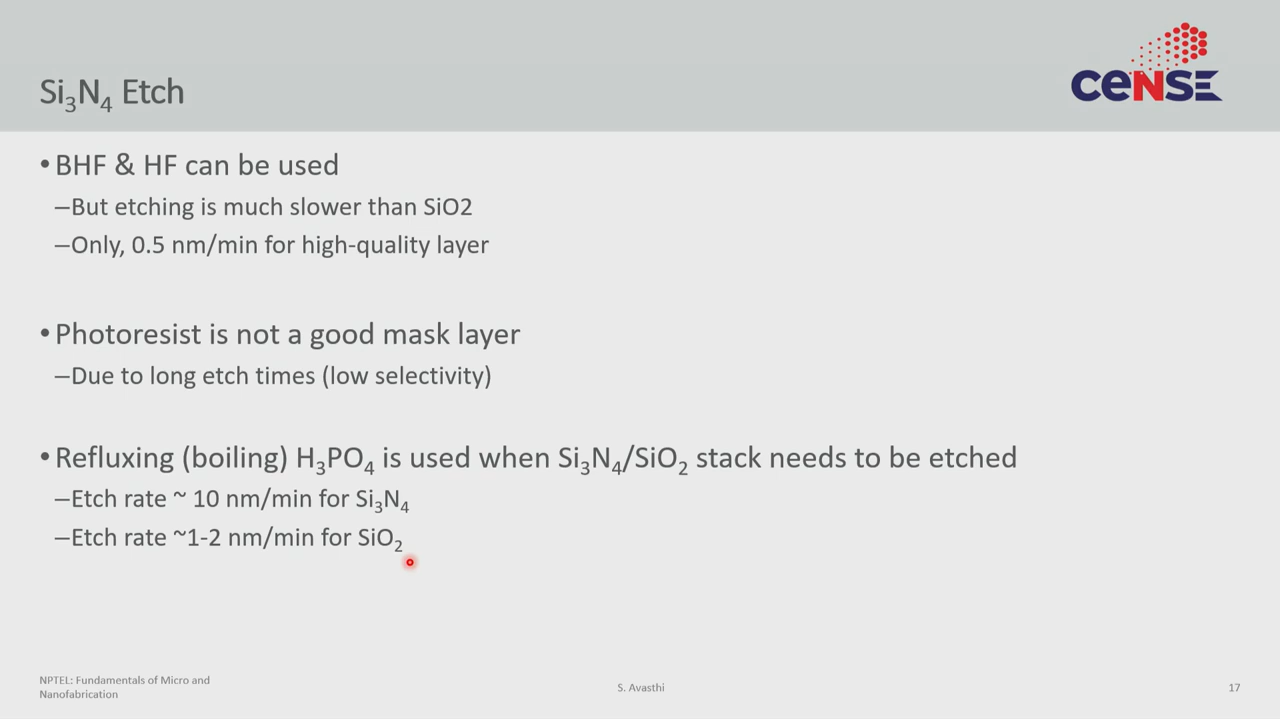 Si₃N₄ Etch
CENSE
•BHF & HF can be used
–But etching is much slower than SiO2
–Only, 0.5 nm/min for high-quality layer
•Photoresist is not a good mask layer
–Due to long etch times (low selectivity)
•Refluxing (boiling) H₃PO₄ is used when Si₃N₄/SiO₂ stack needs to be etched
–Etch rate ~ 10 nm/min for Si₃N₄
–Etch rate ~1-2 nm/min for SiO₂
NPTEL: Fundamentals of Micro and
Nanofabrication
S. Avasthi
17